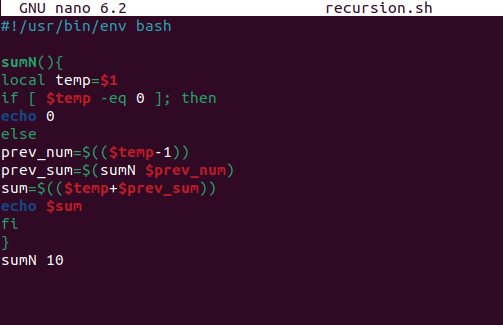 GNU nano 6.2 recursion.sh
#!/usr/bin/env bash
sumN(){
local temp=$1
if [ $temp -eq 0 ]; then
echo 0
else
prev_num=$(($temp-1))
prev_sum=$(sumN $prev_num)
sum=$(($temp+$prev_sum))
echo $sum
fi
}
sumN 10